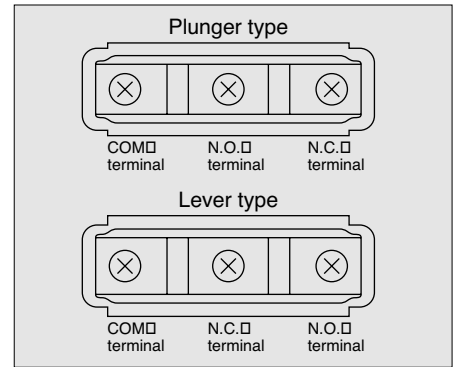 Plunger type
COM□ N.O.□ N.C.□
terminal terminal terminal
Lever type
COM□ N.C.□ N.O.□
terminal terminal terminal